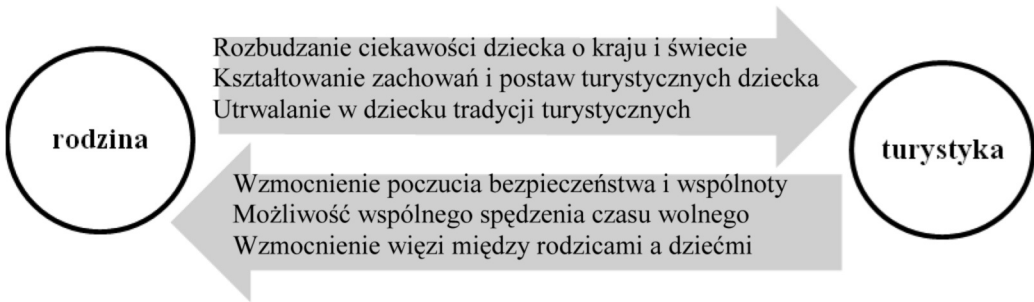 rodzina
Rozbudzanie ciekawości dziecka o kraju i świecie
Kształtowanie zachowań i postaw turystycznych dziecka
Utrwalanie w dziecku tradycji turystycznych
turystyka
Wzmocnienie poczucia bezpieczeństwa i wspólnoty
Możliwość wspólnego spędzenia czasu wolnego
Wzmocnienie więzi między rodzicami a dziećmi